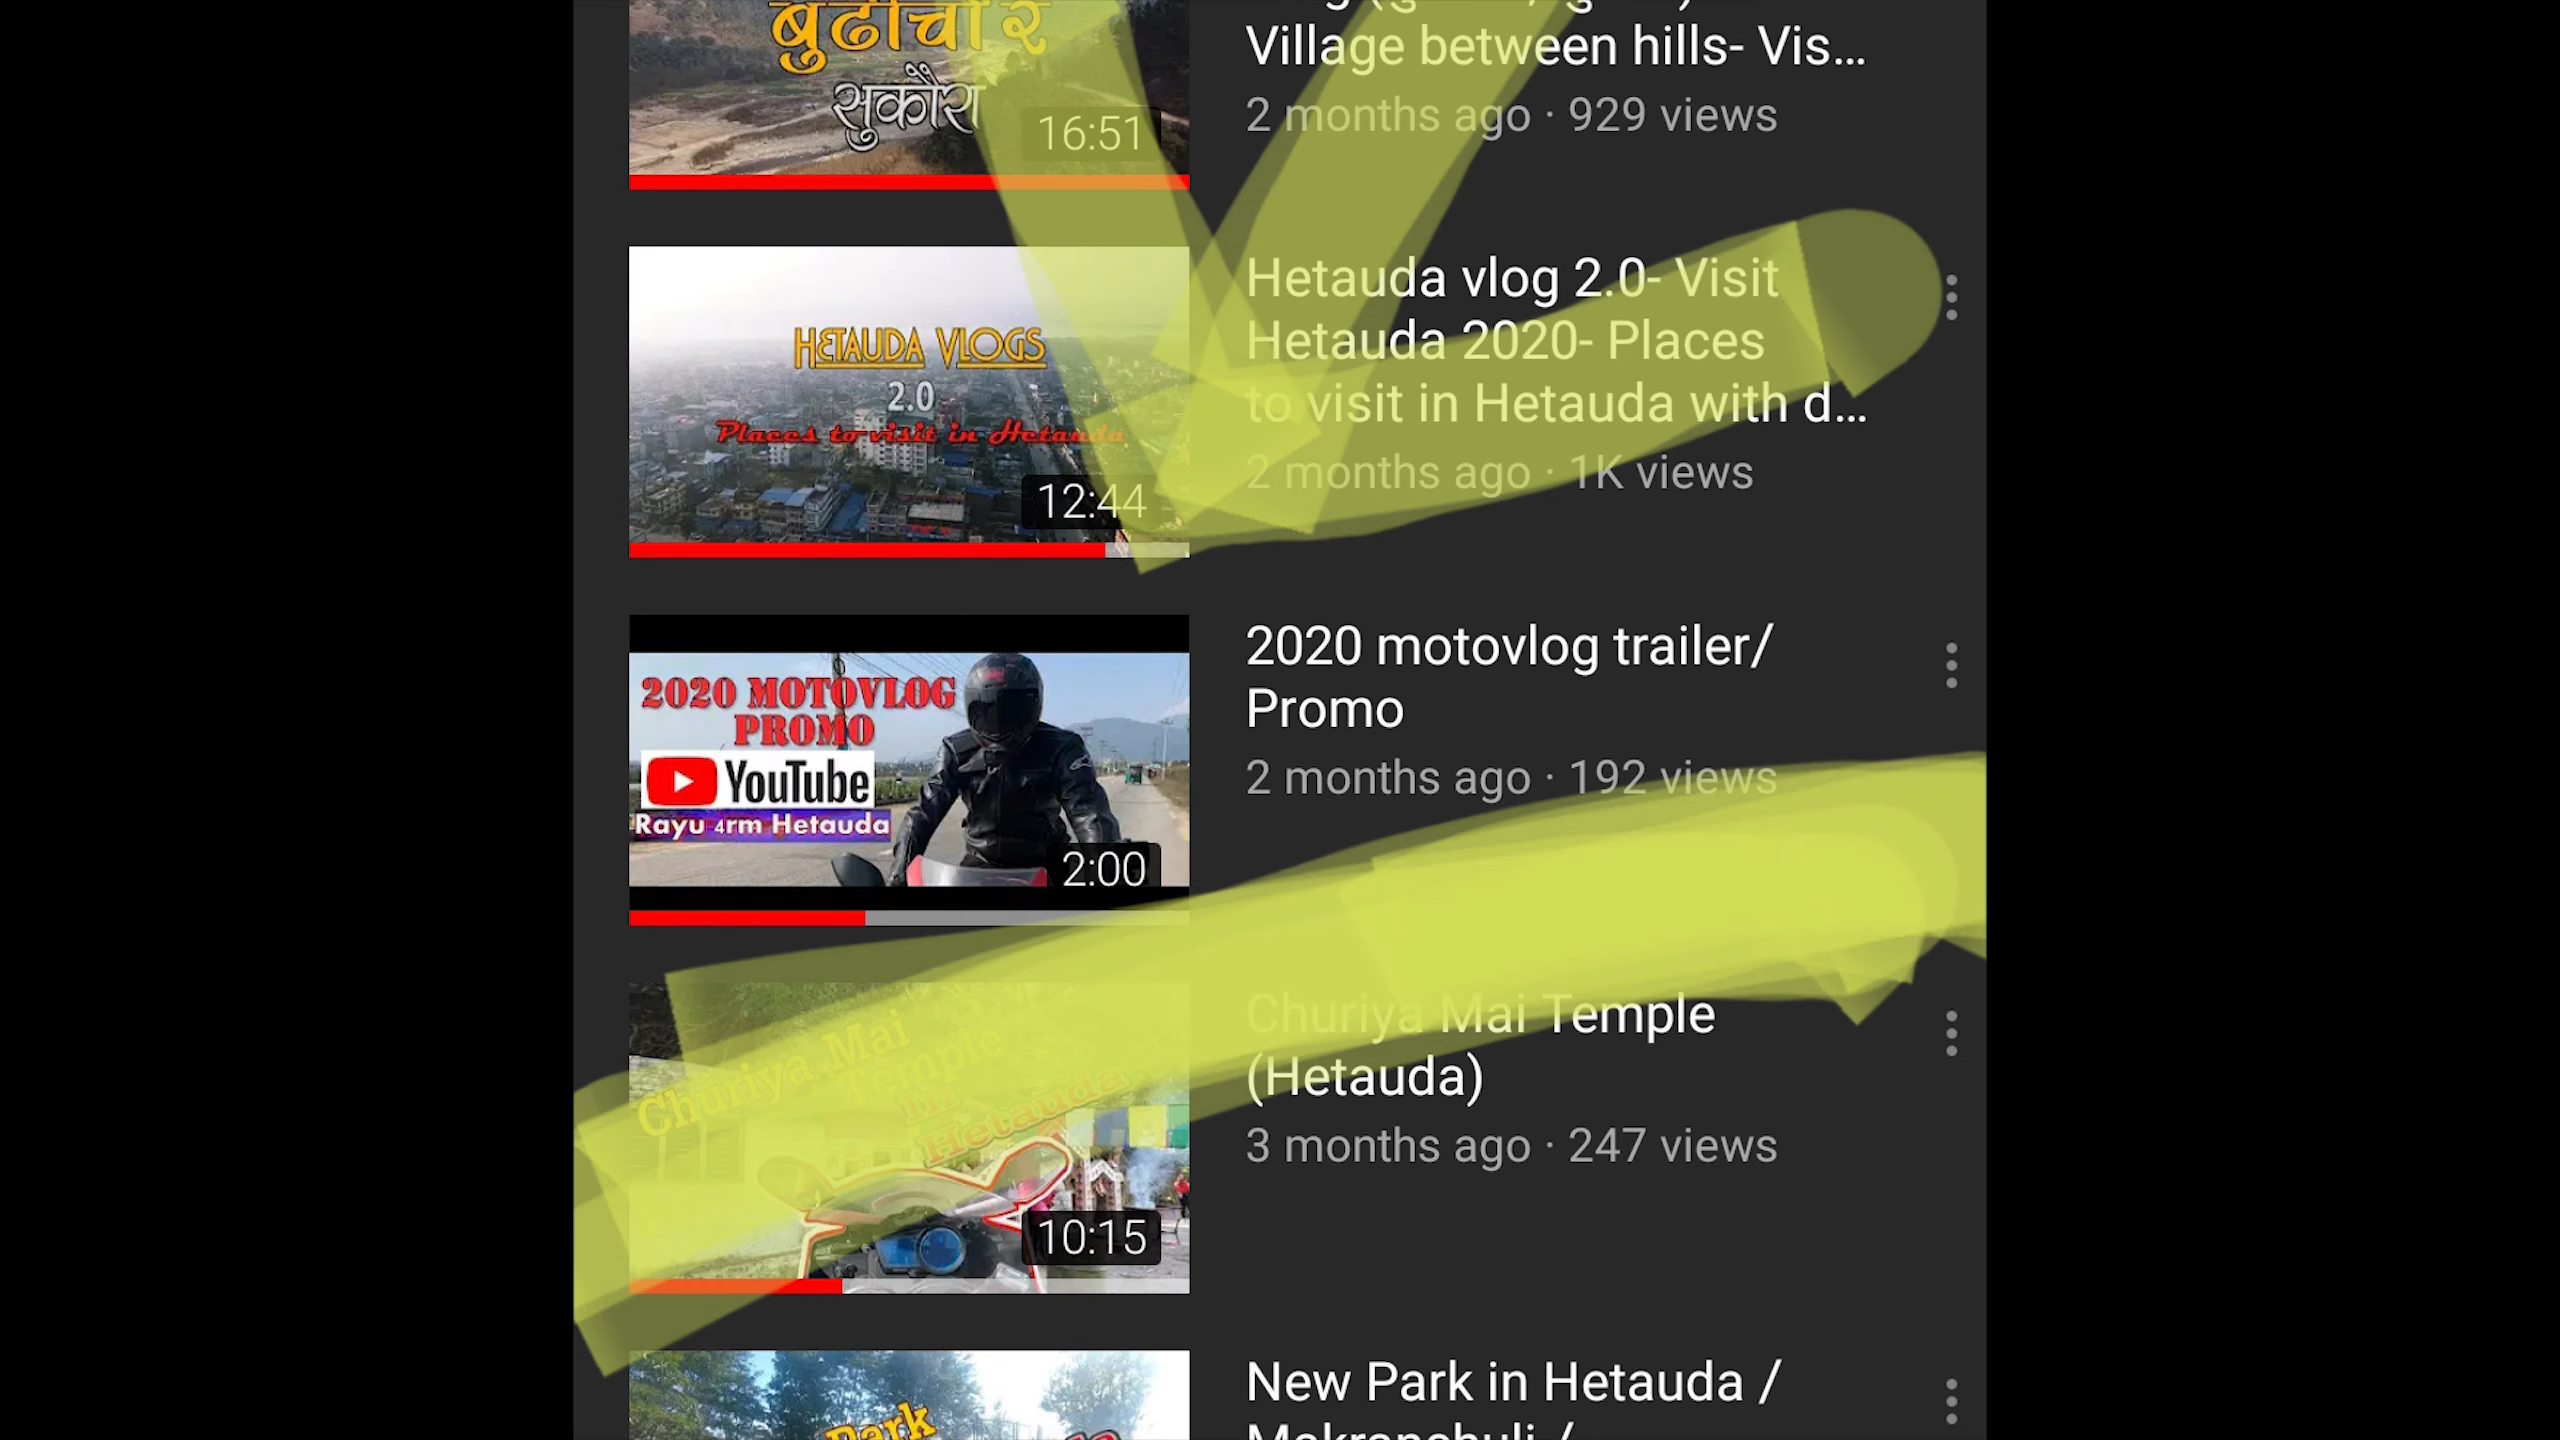 बुढीचौर
सुकौरा
16:51
Village between hills- Vis...
2 months ago · 929 views
HETAUDA VLOGS
2.0
Places to visit in Hetauda
12:44
Hetauda vlog 2.0- Visit
Hetauda 2020- Places
to visit in Hetauda with d...
2 months ago · 1K views
2020 MOTOVLOG
PROMO
YouTube
Rayu 4rm Hetauda
2:00
2020 motovlog trailer/
Promo
2 months ago · 192 views
Churiya Mai
Temple
in
Hetauda
10:15
Churiya Mai Temple
(Hetauda)
3 months ago · 247 views
Park
New Park in Hetauda /